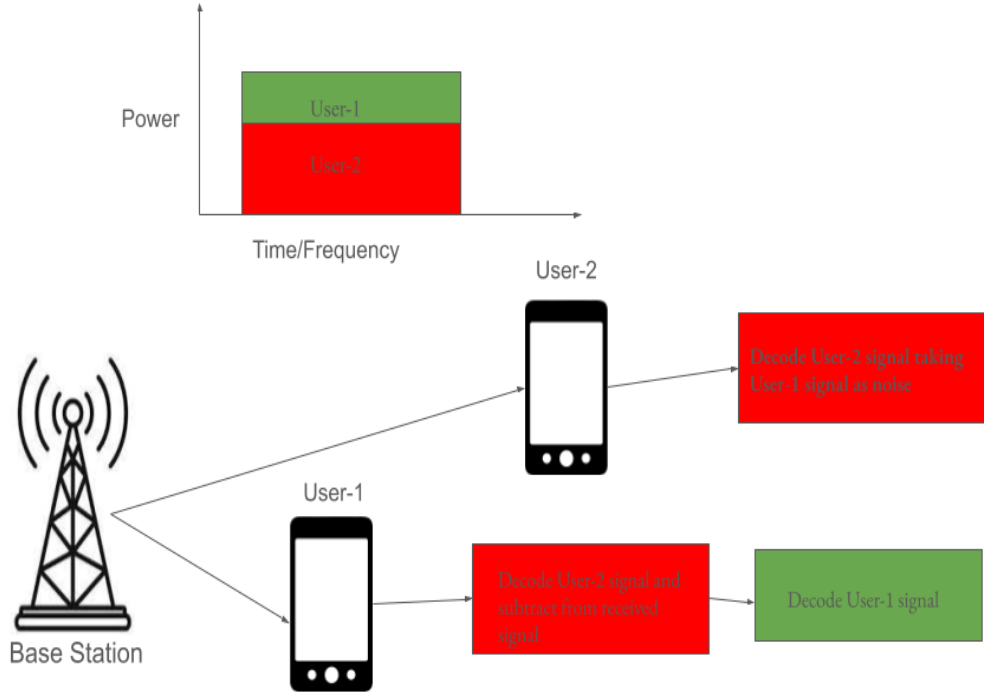 Power
User-1
User-2
Time/Frequency
User-2
Decode User-2 signal taking
User-1 signal as noise
User-1
Decode User-2 signal and
subtract from received
signal
Decode User-1 signal
Base Station